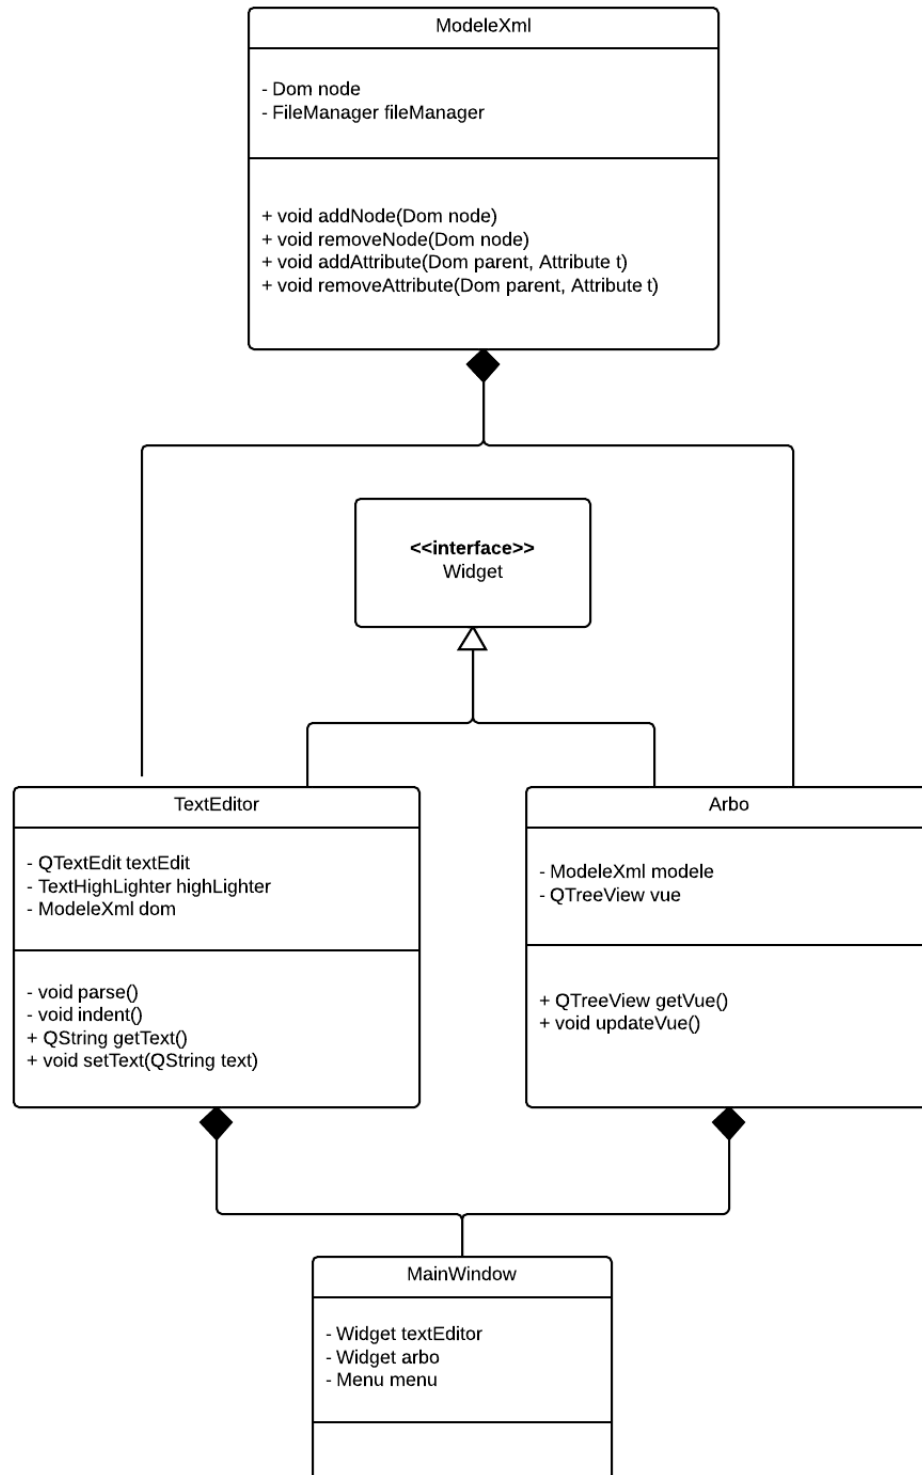 ModeleXml
- Dom node
- FileManager fileManager
+ void addNode(Dom node)
+ void removeNode(Dom node)
+ void addAttribute(Dom parent, Attribute t)
+ void removeAttribute(Dom parent, Attribute t)
<<interface>>
Widget
TextEditor
- QTextEdit textEdit
- TextHighLighter highLighter
- ModeleXml dom
- void parse()
- void indent()
+ QString getText()
+ void setText(QString text)
Arbo
- ModeleXml modele
- QTreeView vue
+ QTreeView getVue()
+ void updateVue()
MainWindow
- Widget textEditor
- Widget arbo
- Menu menu